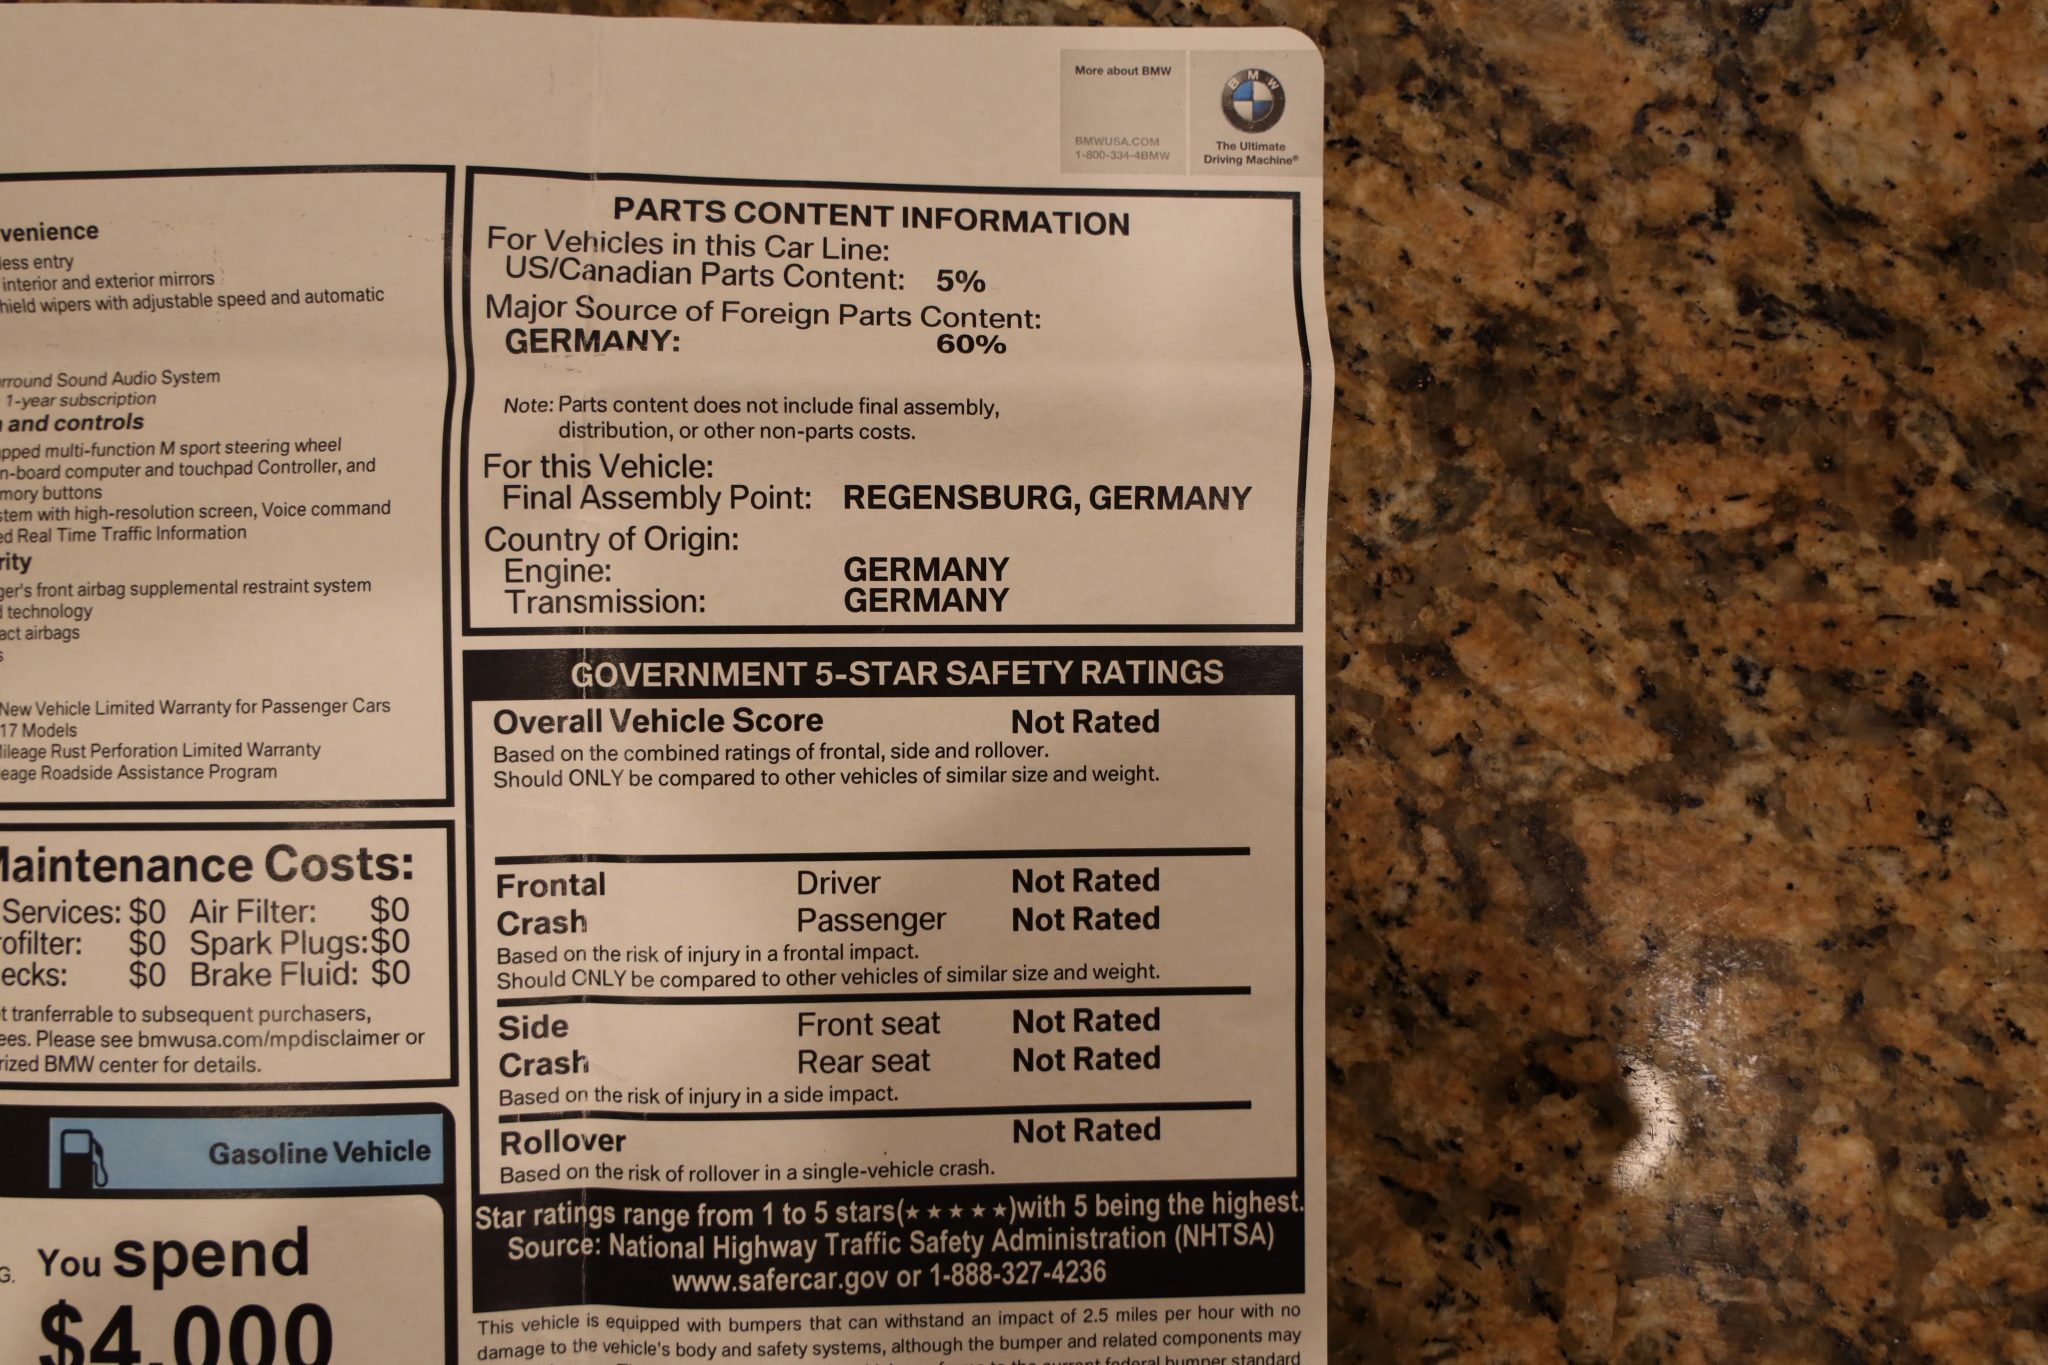 More about BMW
BMWUSA.COM
1-800-334-4BMW
BMW
The Ultimate
Driving Machine®
venience
less entry
interior and exterior mirrors
hield wipers with adjustable speed and automatic
rround Sound Audio System
1-year subscription
and controls
pped multi-function M sport steering wheel
n-board computer and touchpad Controller, and
mory buttons
stem with high-resolution screen, Voice command
ed Real Time Traffic Information
rity
ger's front airbag supplemental restraint system
d technology
act airbags
s
New Vehicle Limited Warranty for Passenger Cars
17 Models
Mileage Rust Perforation Limited Warranty
eage Roadside Assistance Program
Maintenance Costs:
Services: $0 Air Filter: $0
rofilter: $0 Spark Plugs: $0
ecks: $0 Brake Fluid: $0
t tranferrable to subsequent purchasers,
ees. Please see bmwusa.com/mpdisclaimer or
rized BMW center for details.
Gasoline Vehicle
G. You spend
$4,000
PARTS CONTENT INFORMATION
For Vehicles in this Car Line:
US/Canadian Parts Content: 5%
Major Source of Foreign Parts Content:
GERMANY: 60%
Note: Parts content does not include final assembly,
distribution, or other non-parts costs.
For this Vehicle:
Final Assembly Point: REGENSBURG, GERMANY
Country of Origin:
Engine: GERMANY
Transmission: GERMANY
GOVERNMENT 5-STAR SAFETY RATINGS
Overall Vehicle Score Not Rated
Based on the combined ratings of frontal, side and rollover.
Should ONLY be compared to other vehicles of similar size and weight.
Frontal Driver Not Rated
Crash Passenger Not Rated
Based on the risk of injury in a frontal impact.
Should ONLY be compared to other vehicles of similar size and weight.
Side Front seat Not Rated
Crash Rear seat Not Rated
Based on the risk of injury in a side impact.
Rollover Not Rated
Based on the risk of rollover in a single-vehicle crash.
Star ratings range from 1 to 5 stars(★★★★★)with 5 being the highest.
Source: National Highway Traffic Safety Administration (NHTSA)
www.safercar.gov or 1-888-327-4236
This vehicle is equipped with bumpers that can withstand an impact of 2.5 miles per hour with no
damage to the vehicle's body and safety systems, although the bumper and related components may
current federal bumper standard